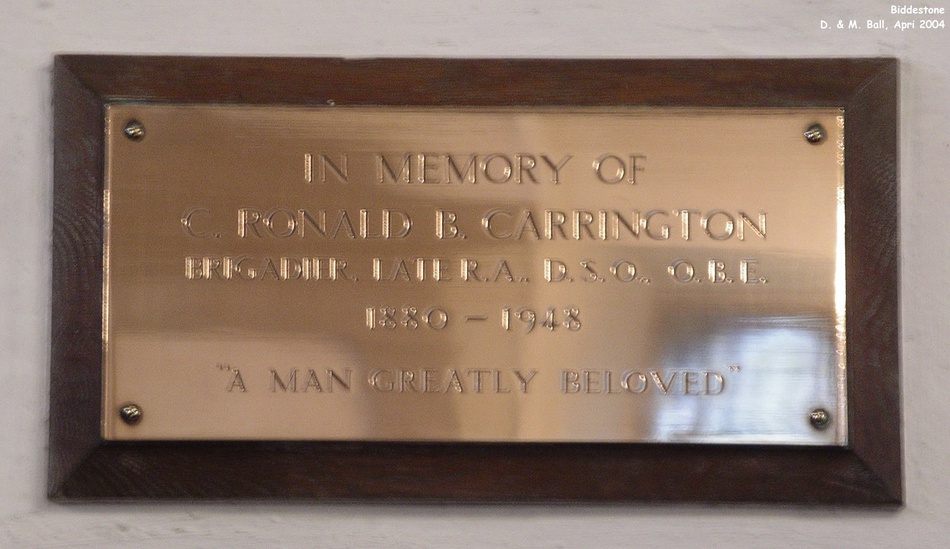 Biddestone
D. & M. Ball, Apri 2004
IN MEMORY OF
C. RONALD B. CARRINGTON
BRIGADIER, LATE R.A., D.S.O., O.B.E.
1880 - 1948
"A MAN GREATLY BELOVED"